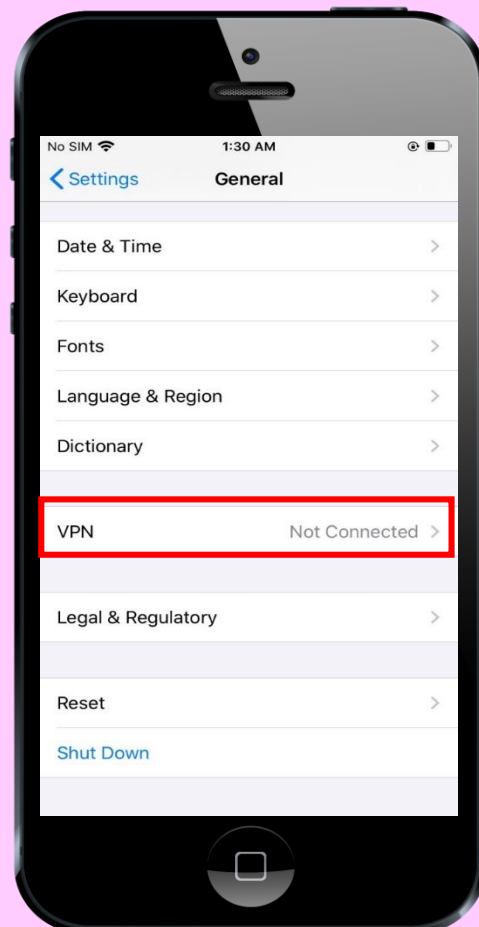 No SIM 1:30 AM
Settings General
Date & Time
Keyboard
Fonts
Language & Region
Dictionary
VPN Not Connected
Legal & Regulatory
Reset
Shut Down